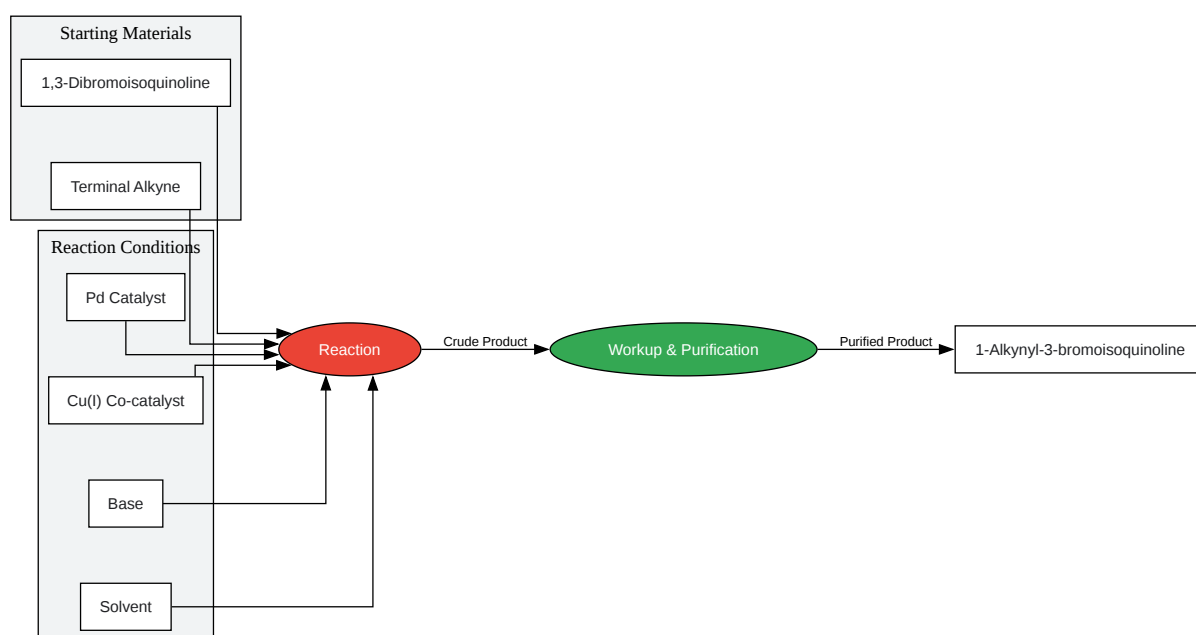 Starting Materials
1,3-Dibromoisoquinoline
Terminal Alkyne
Reaction Conditions
Pd Catalyst
Cu(I) Co-catalyst
Base
Solvent
Reaction
Crude Product
Workup & Purification
Purified Product
1-Alkynyl-3-bromoisoquinoline